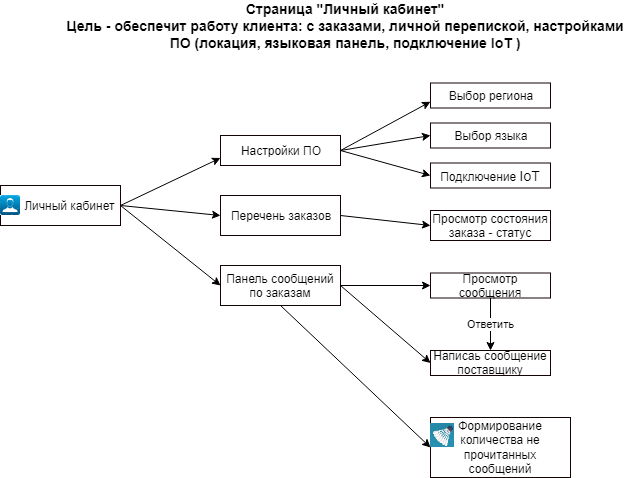 Страница "Личный кабинет"
Цель - обеспечит работу клиента: с заказами, личной перепиской, настройками
ПО (локация, языковая панель, подключение IoT )
Выбор региона
Выбор языка
Настройки ПО
Подключение IoT
Личный кабинет
Перечень заказов
Просмотр состояния
заказа - статус
Панель сообщений
по заказам
Просмотр
сообщения
Ответить
Написаь сообщение
поставщику
Формирование
количества не
прочитанных
сообщений